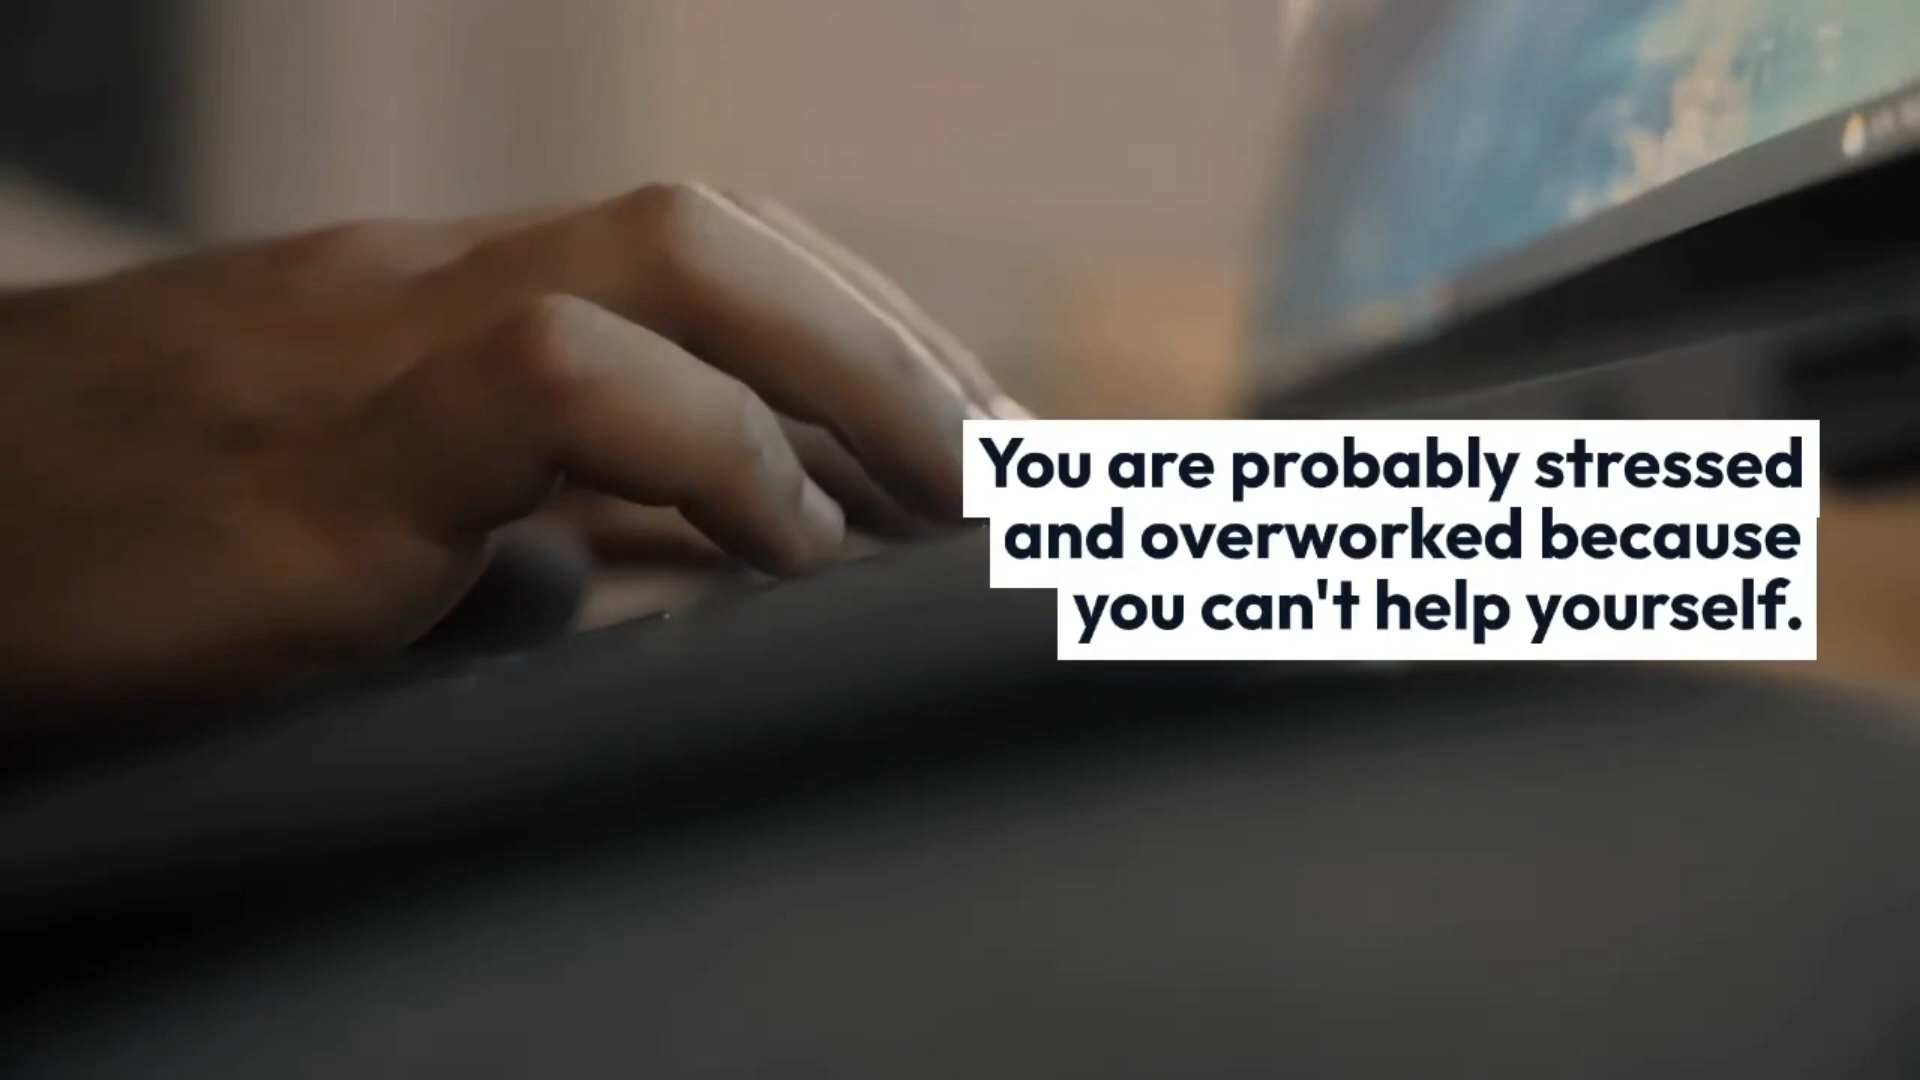 You are probably stressed
and overworked because
you can't help yourself.